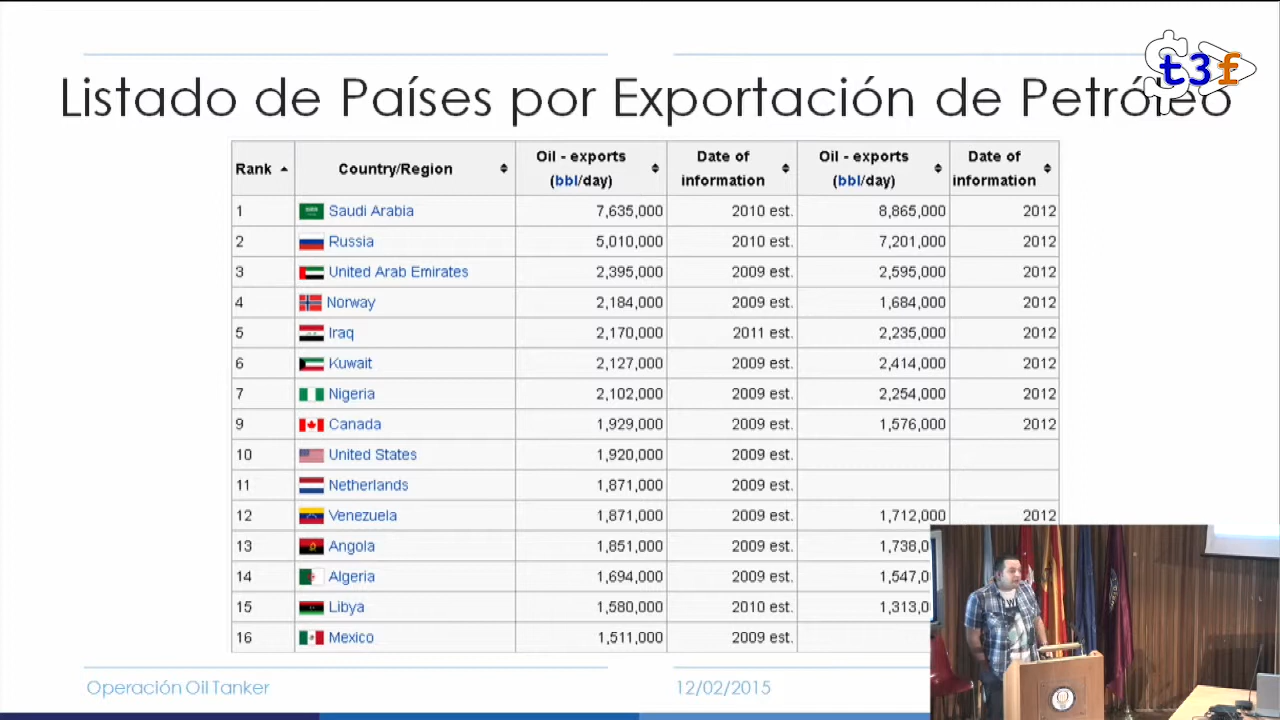 t3f
Listado de Países por Exportación de Petróleo
Rank Country/Region Oil - exports (bbl/day) Date of information Oil - exports (bbl/day) Date of information
1 Saudi Arabia 7,635,000 2010 est. 8,865,000 2012
2 Russia 5,010,000 2010 est. 7,201,000 2012
3 United Arab Emirates 2,395,000 2009 est. 2,595,000 2012
4 Norway 2,184,000 2009 est. 1,684,000 2012
5 Iraq 2,170,000 2011 est. 2,235,000 2012
6 Kuwait 2,127,000 2009 est. 2,414,000 2012
7 Nigeria 2,102,000 2009 est. 2,254,000 2012
9 Canada 1,929,000 2009 est. 1,576,000 2012
10 United States 1,920,000 2009 est.
11 Netherlands 1,871,000 2009 est.
12 Venezuela 1,871,000 2009 est. 1,712,000 2012
13 Angola 1,851,000 2009 est. 1,738,0
14 Algeria 1,694,000 2009 est. 1,547,0
15 Libya 1,580,000 2010 est. 1,313,0
16 Mexico 1,511,000 2009 est.
Operación Oil Tanker 12/02/2015